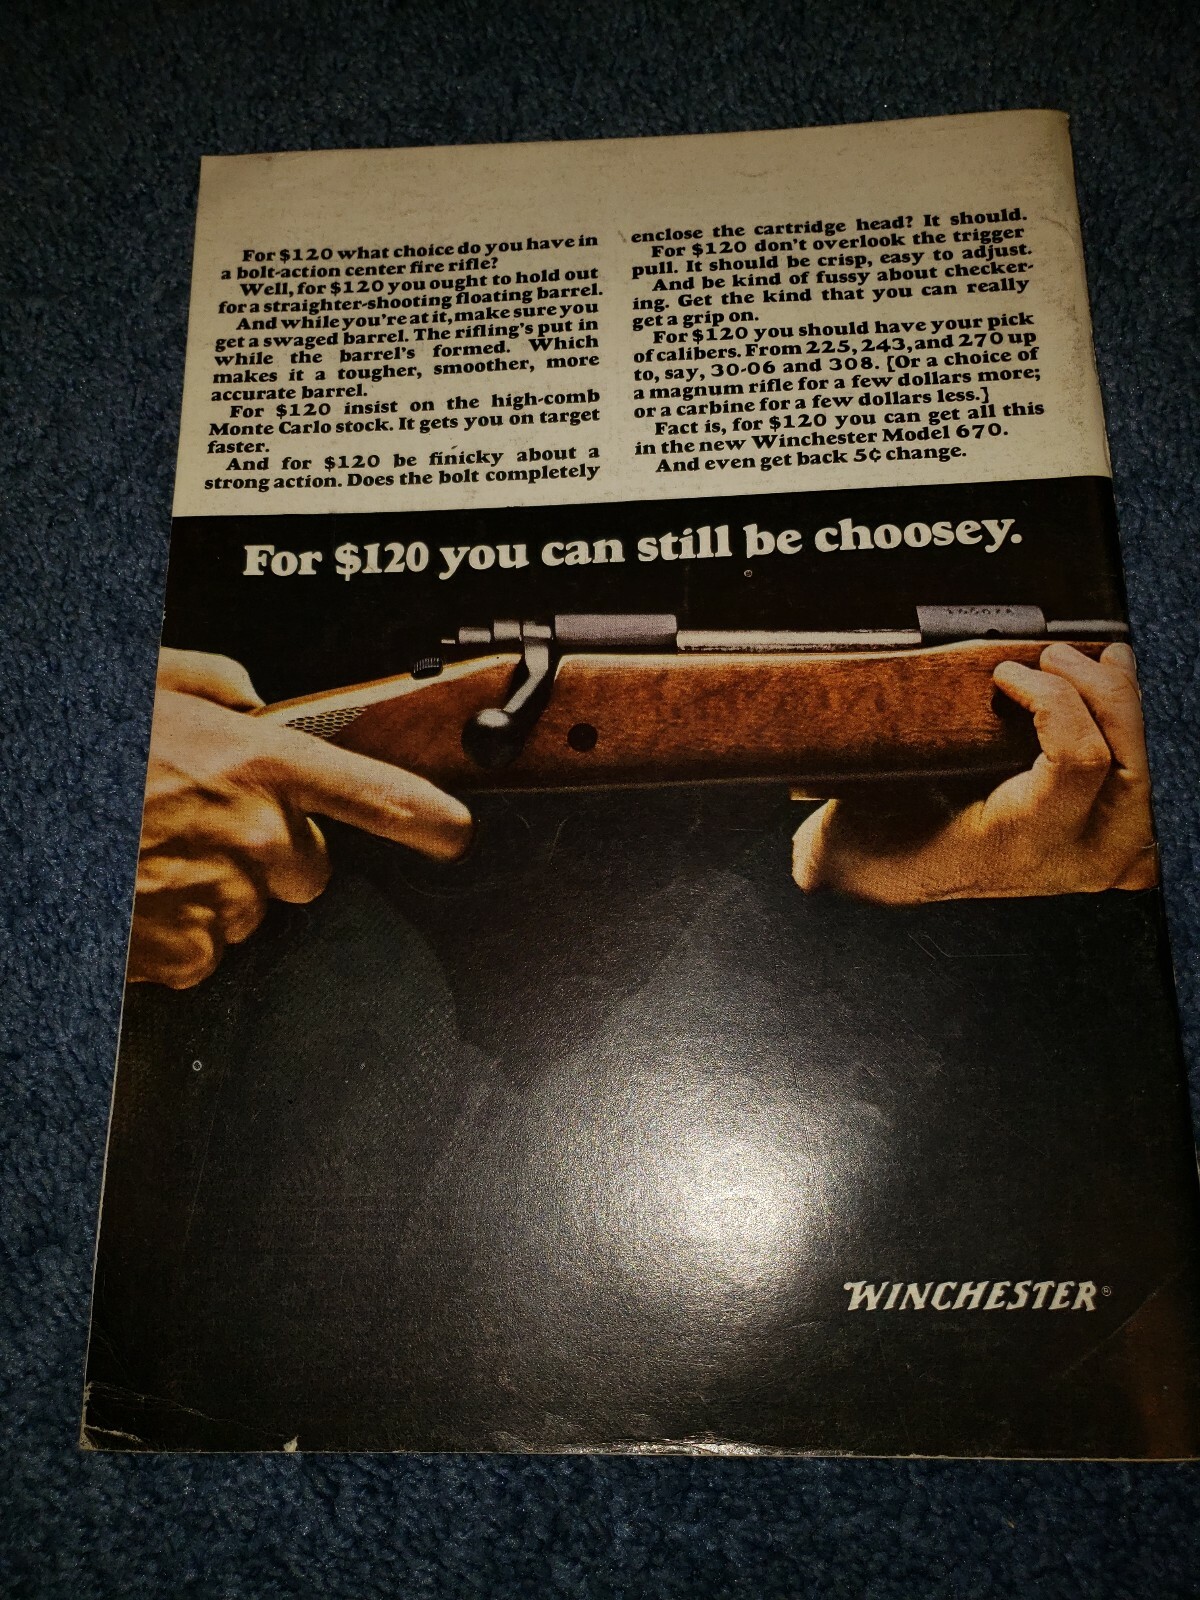 For $120 what choice do you have in
a bolt-action center fire rifle?
Well, for $120 you ought to hold out
for a straighter-shooting floating barrel.
And while you're at it, make sure you
get a swaged barrel. The rifling's put in
while the barrel's formed. Which
makes it a tougher, smoother, more
accurate barrel.
For $120 insist on the high-comb
Monte Carlo stock. It gets you on target
faster.
And for $120 be finicky about a
strong action. Does the bolt completely
enclose the cartridge head? It should.
For $120 don't overlook the trigger
pull. It should be crisp, easy to adjust.
And be kind of fussy about checker-
ing. Get the kind that you can really
get a grip on.
For $120 you should have your pick
of calibers. From 225, 243, and 270 up
to, say, 30-06 and 308. [Or a choice of
a magnum rifle for a few dollars more;
or a carbine for a few dollars less.]
Fact is, for $120 you can get all this
in the new Winchester Model 670.
And even get back 5¢ change.
For $120 you can still be choosey.
WINCHESTER®